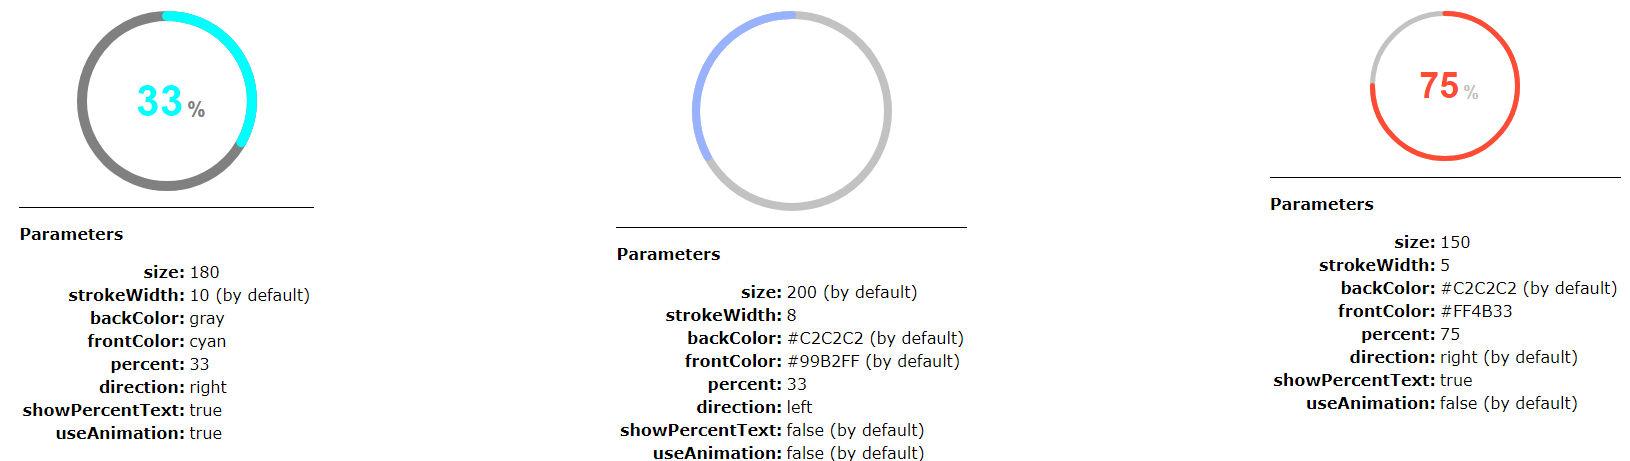 33 %
Parameters
size: 180
strokeWidth: 10 (by default)
backColor: gray
frontColor: cyan
percent: 33
direction: right
showPercentText: true
useAnimation: true
Parameters
size: 200 (by default)
strokeWidth: 8
backColor: #C2C2C2 (by default)
frontColor: #99B2FF (by default)
percent: 33
direction: left
showPercentText: false (by default)
useAnimation: false (by default)
75 %
Parameters
size: 150
strokeWidth: 5
backColor: #C2C2C2 (by default)
frontColor: #FF4B33
percent: 75
direction: right (by default)
showPercentText: true
useAnimation: false (by default)